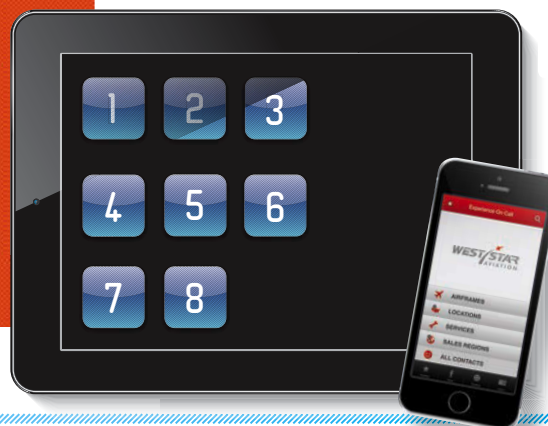 1 2 3
4 5 6
7 8
Experience On Call
WEST STAR
AVIATION
AIRFRAMES
LOCATIONS
SERVICES
SALES REGIONS
ALL CONTACTS